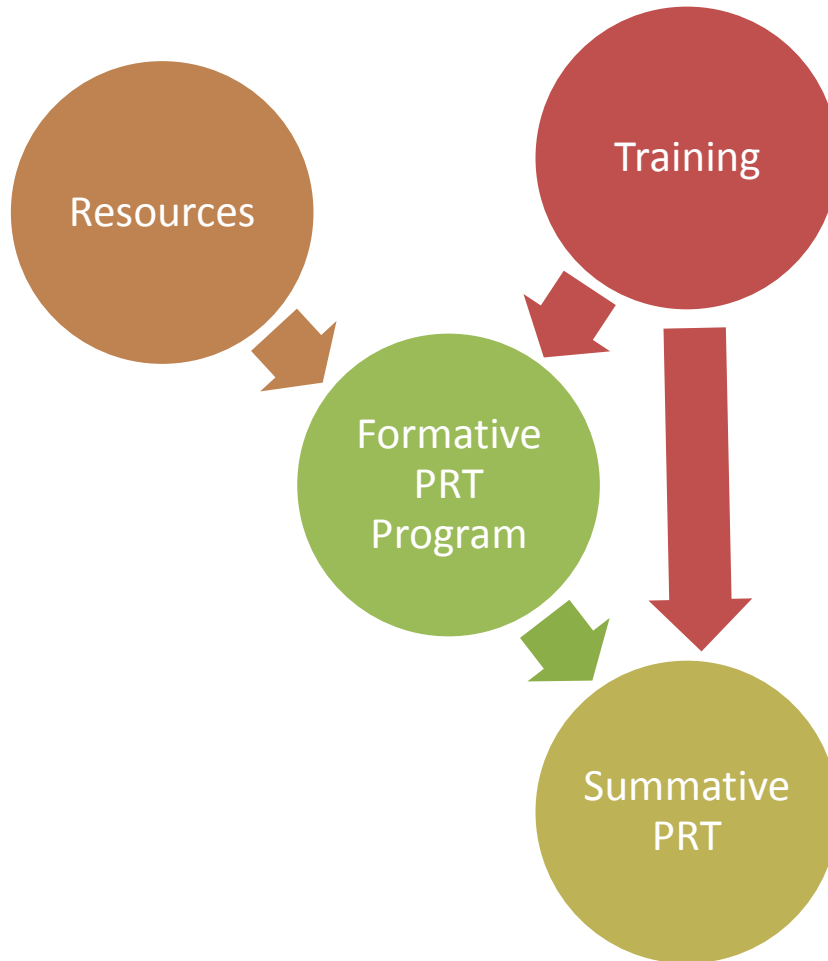 Resources
Training
Formative
PRT
Program
Summative
PRT